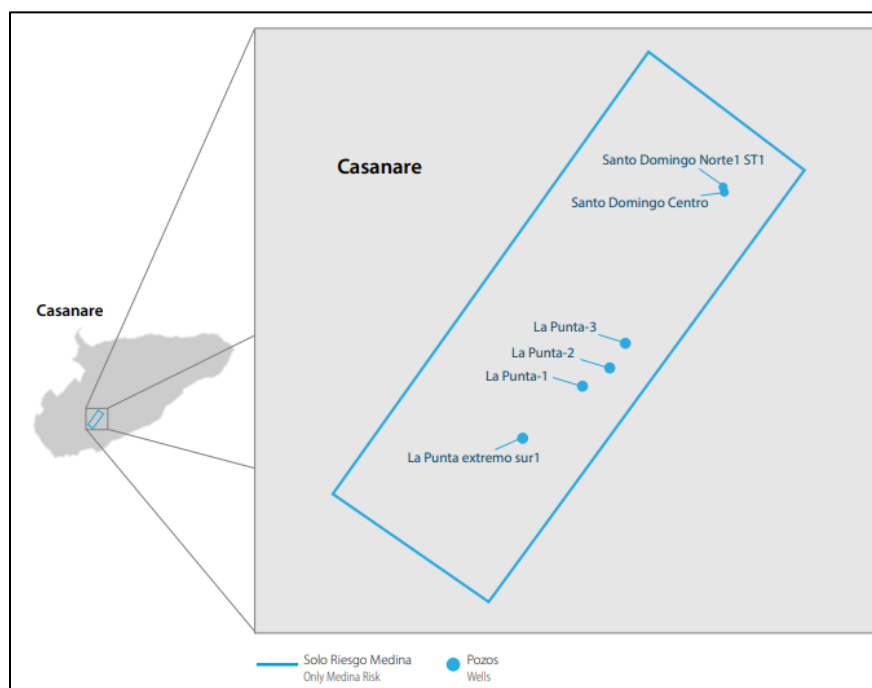 Casanare
Santo Domingo Norte1 ST1
Santo Domingo Centro
Casanare
La Punta-3
La Punta-2
La Punta-1
La Punta extremo sur1
Solo Riesgo Medina
Only Medina Risk
Pozos
Wells